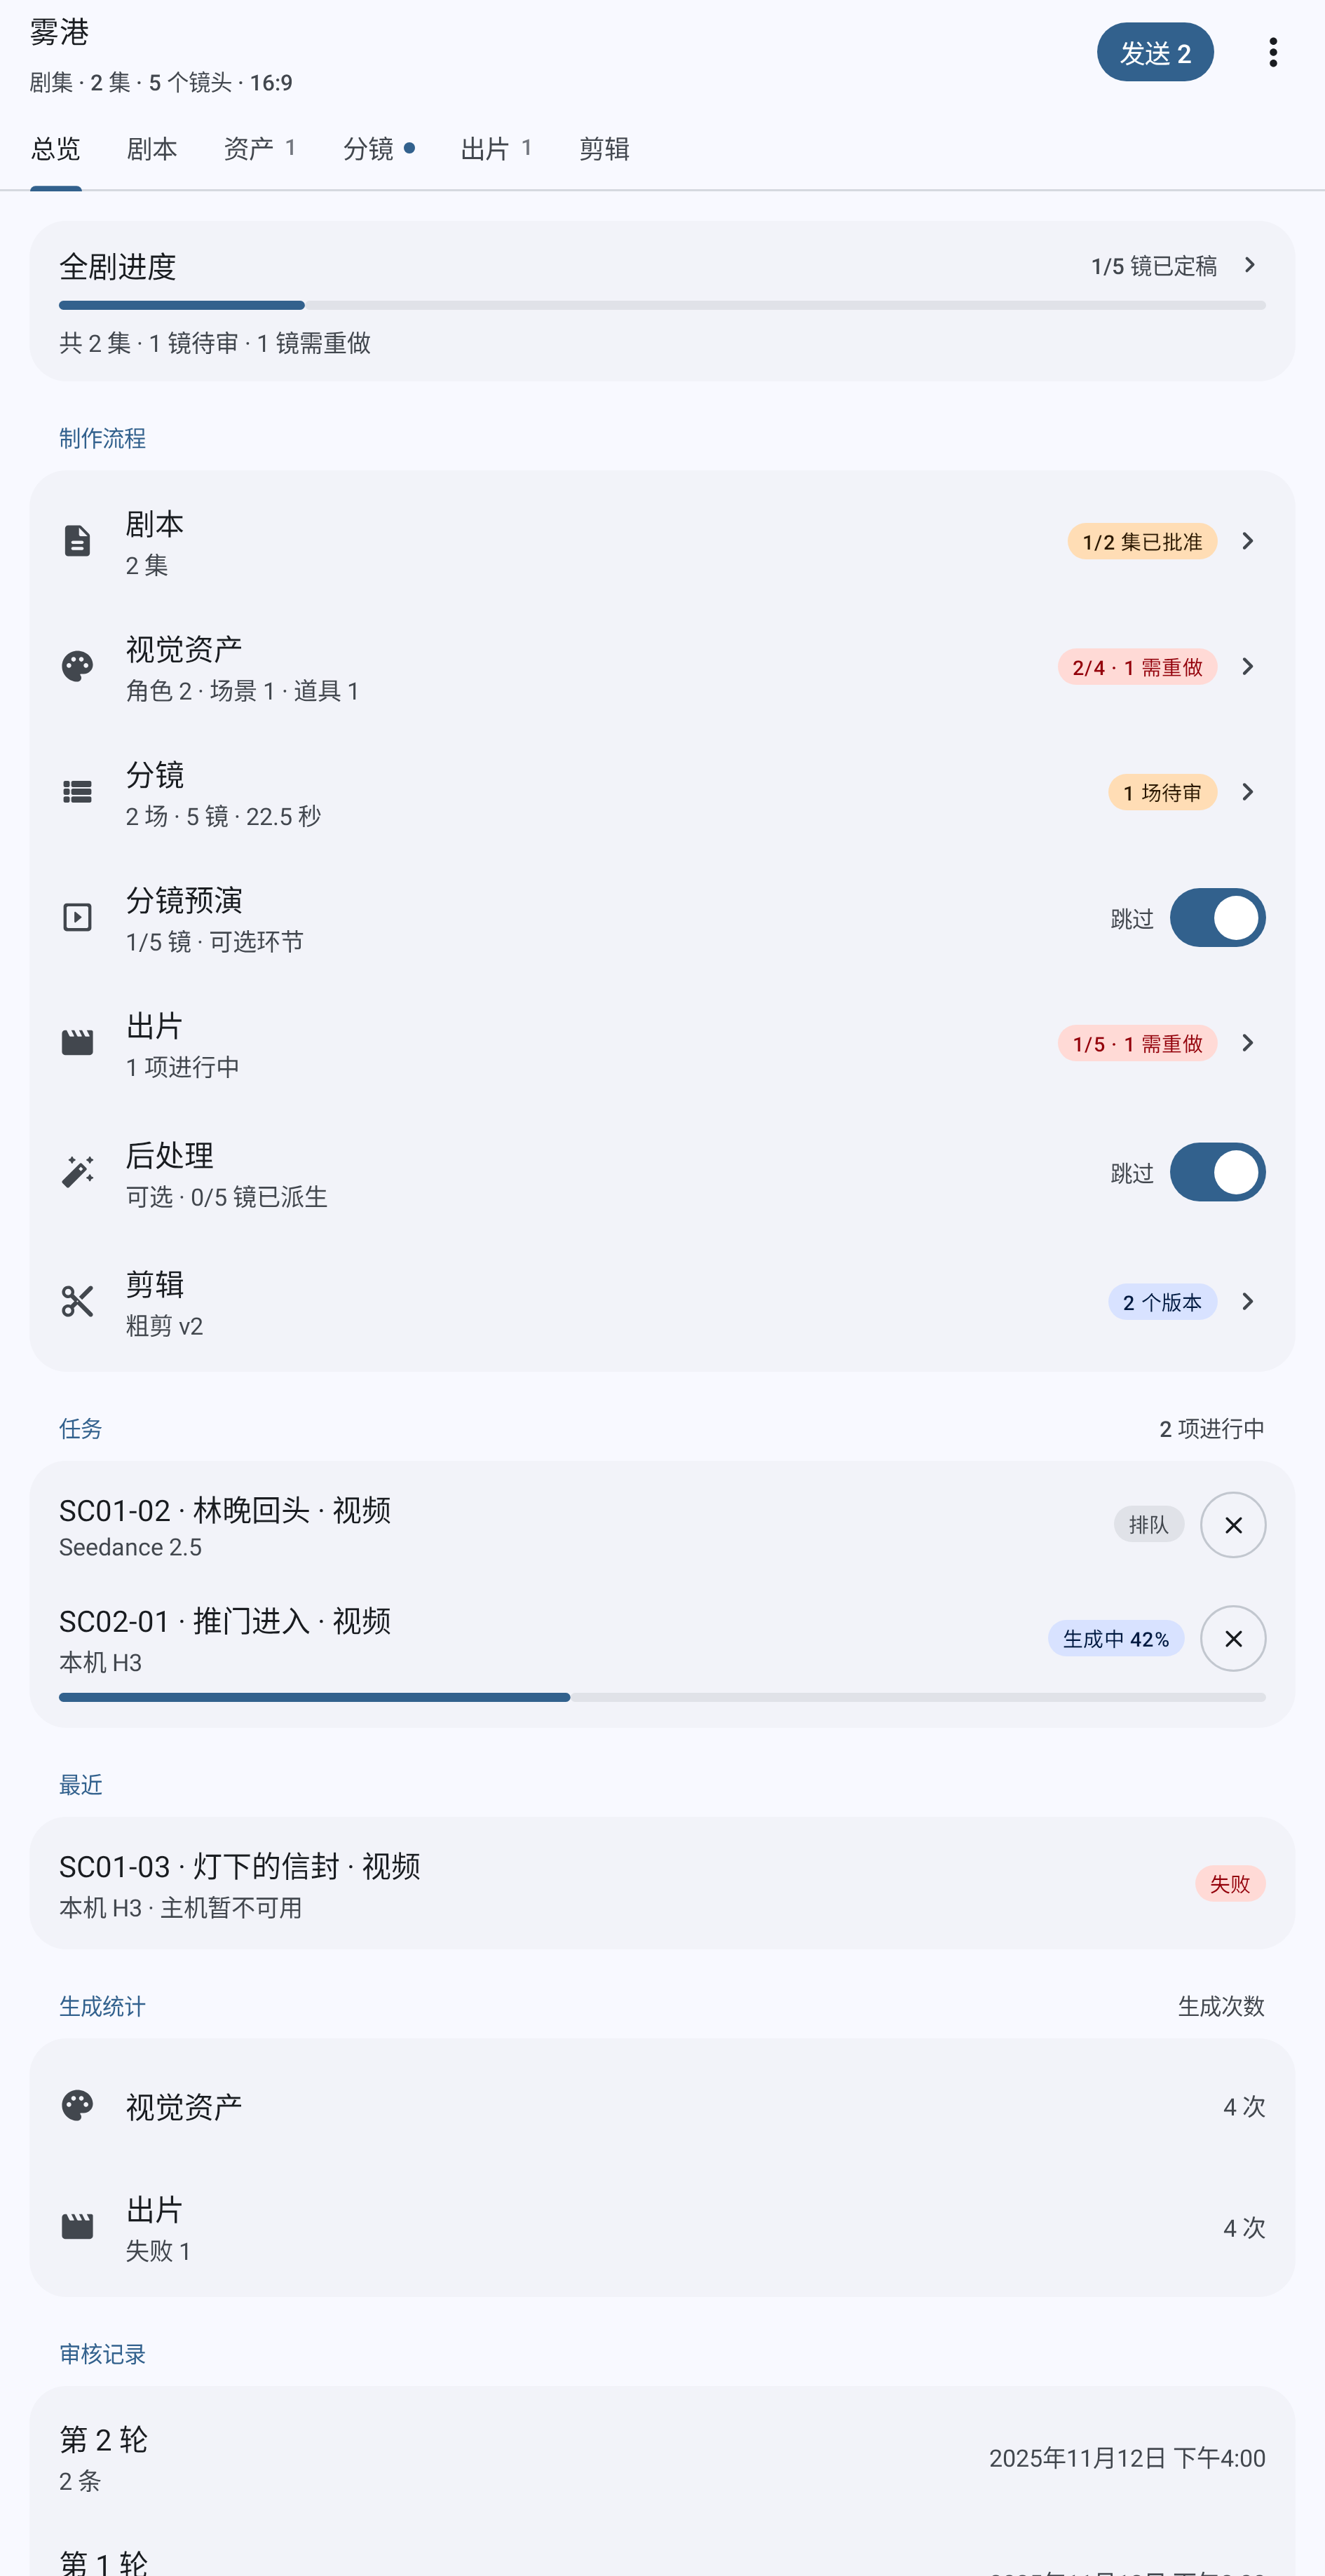 雾港
剧集 · 2 集 · 5 个镜头 · 16:9
发送 2
总览
剧本
资产 1
分镜
出片 1
剪辑
全剧进度
1/5 镜已定稿
共 2 集 · 1 镜待审 · 1 镜需重做
制作流程
剧本
2 集
1/2 集已批准
视觉资产
角色 2 · 场景 1 · 道具 1
2/4 · 1 需重做
分镜
2 场 · 5 镜 · 22.5 秒
1 场待审
分镜预演
1/5 镜 · 可选环节
跳过
出片
1 项进行中
1/5 · 1 需重做
后处理
可选 · 0/5 镜已派生
跳过
剪辑
粗剪 v2
2 个版本
任务
2 项进行中
SC01-02 · 林晚回头 · 视频
Seedance 2.5
排队
SC02-01 · 推门进入 · 视频
本机 H3
生成中 42%
最近
SC01-03 · 灯下的信封 · 视频
本机 H3 · 主机暂不可用
失败
生成统计
生成次数
视觉资产
4 次
出片
失败 1
4 次
审核记录
第 2 轮
2 条
2025年11月12日 下午4:00
第 1 轮